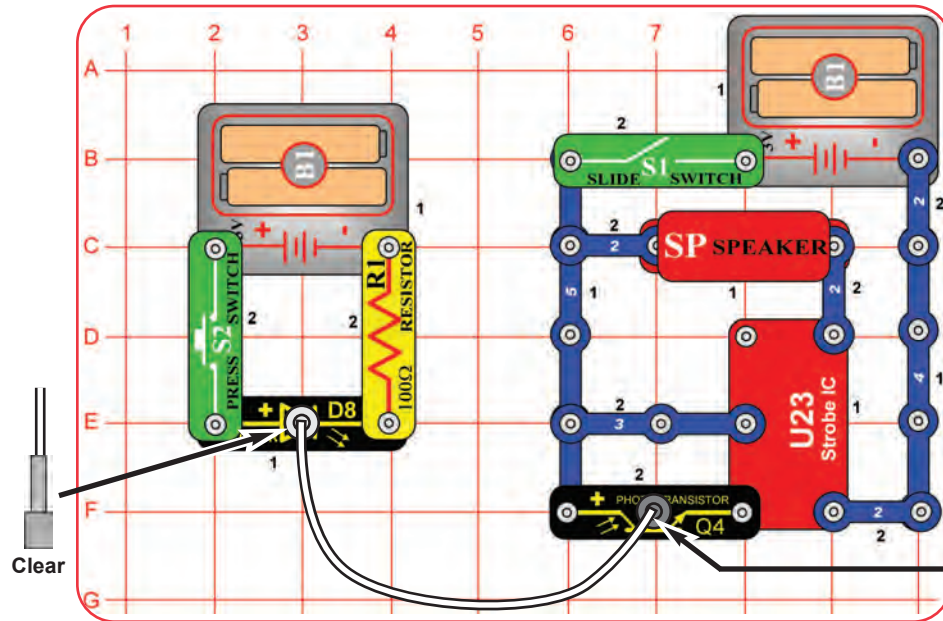 1 2 3 4 5 6 7
A
B
C
D
E
F
G
B1
3V
+ -
1
S2
PRESS SWITCH
2
R1
RESISTOR
100Ω
2
+ D8
1
Clear
B1
3V
+ -
1
2
S1
SLIDE SWITCH
2
2
2
SP SPEAKER
1
2
2
5
1
4
1
U23
Strobe IC
1
2
3
2
+ PHOTOTRANSISTOR
Q4
2
2